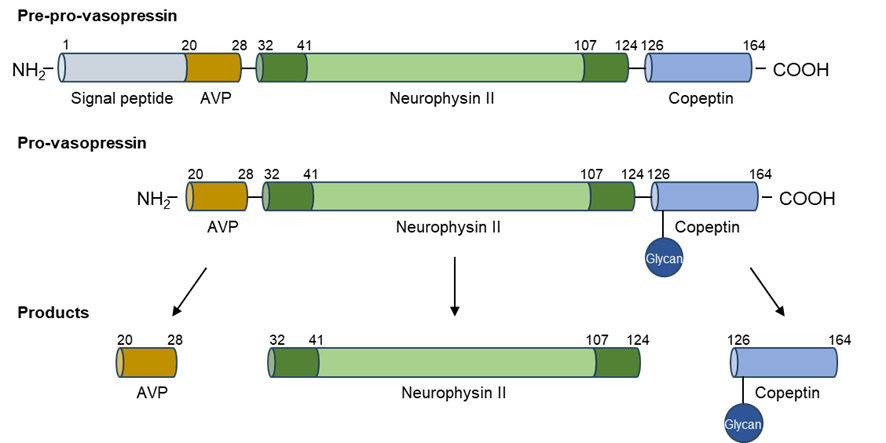 Pre-pro-vasopressin
1 20 28 32 41 107 124 126 164
NH2 COOH
Signal peptide AVP Neurophysin II Copeptin
Pro-vasopressin
20 28 32 41 107 124 126 164
NH2 COOH
AVP Neurophysin II Copeptin
Glycan
Products
20 28 32 41 107 124 126 164
AVP Neurophysin II Copeptin
Glycan